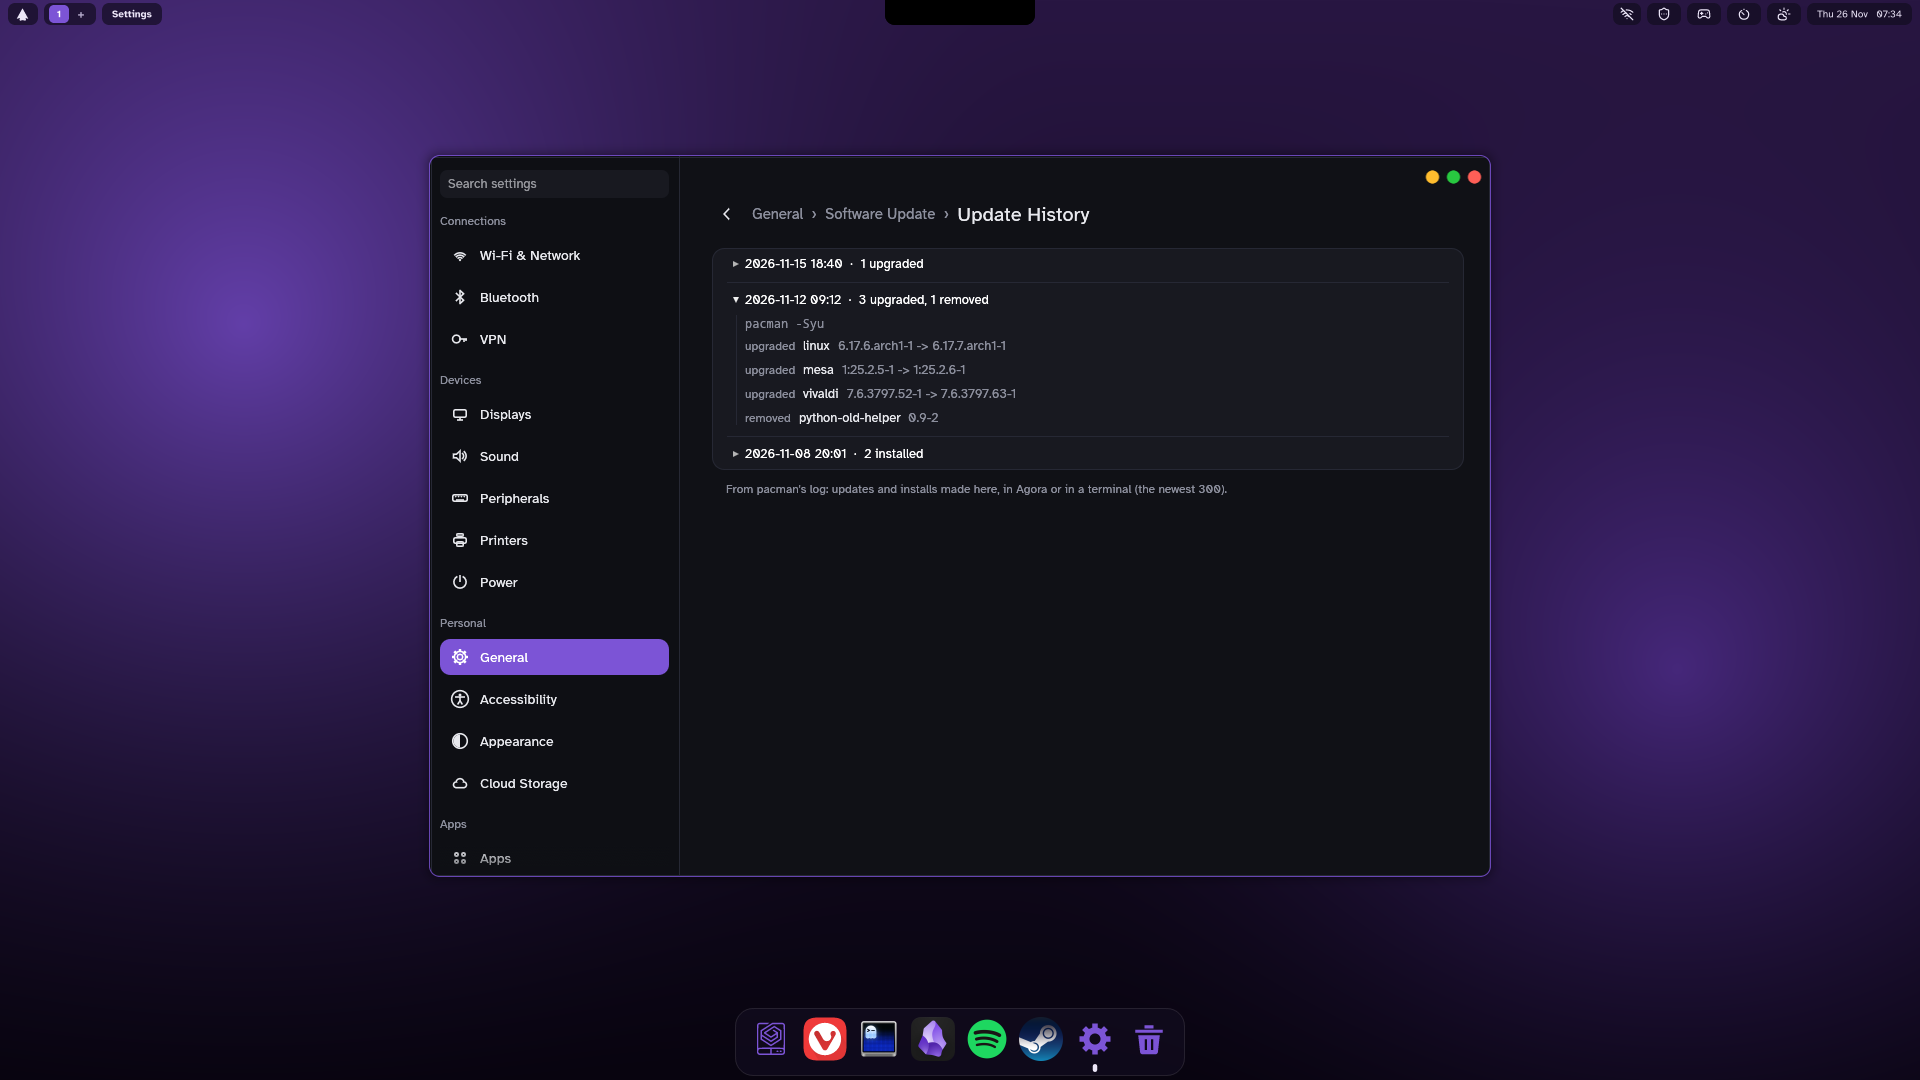 1 + Settings
Thu 26 Nov 07:34
Search settings
Connections
Wi-Fi & Network
Bluetooth
VPN
Devices
Displays
Sound
Peripherals
Printers
Power
Personal
General
Accessibility
Appearance
Cloud Storage
Apps
Apps
General › Software Update › Update History
2026-11-15 18:40 · 1 upgraded
2026-11-12 09:12 · 3 upgraded, 1 removed
pacman -Syu
upgraded linux 6.17.6.arch1-1 -> 6.17.7.arch1-1
upgraded mesa 1:25.2.5-1 -> 1:25.2.6-1
upgraded vivaldi 7.6.3797.52-1 -> 7.6.3797.63-1
removed python-old-helper 0.9-2
2026-11-08 20:01 · 2 installed
From pacman's log: updates and installs made here, in Agora or in a terminal (the newest 300).